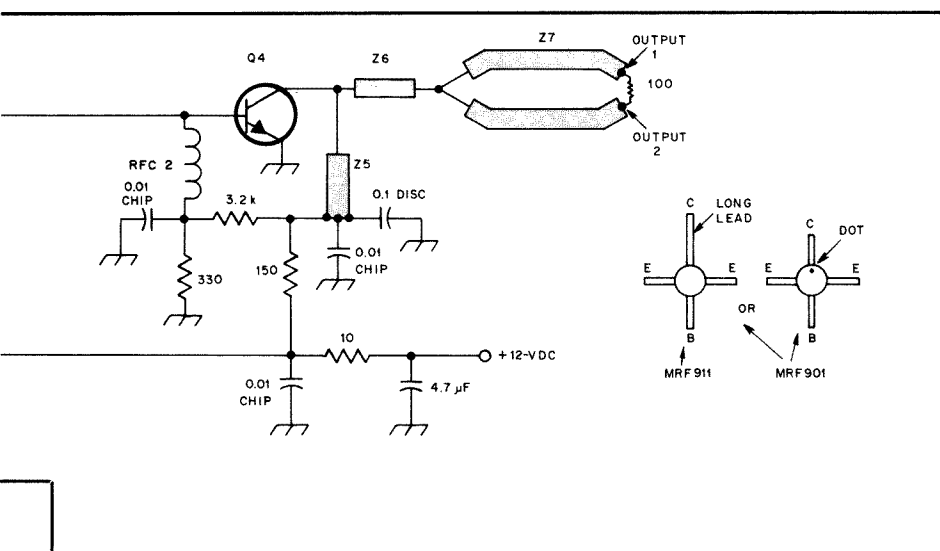 Q4
Z6
Z7
OUTPUT
1
100
OUTPUT
2
RFC 2
Z5
0.01
CHIP
3.2k
0.1 DISC
330
150
0.01
CHIP
10
+12-VDC
0.01
CHIP
4.7 µF
C
LONG
LEAD
E
E
B
MRF911
OR
C
DOT
E
E
B
MRF901